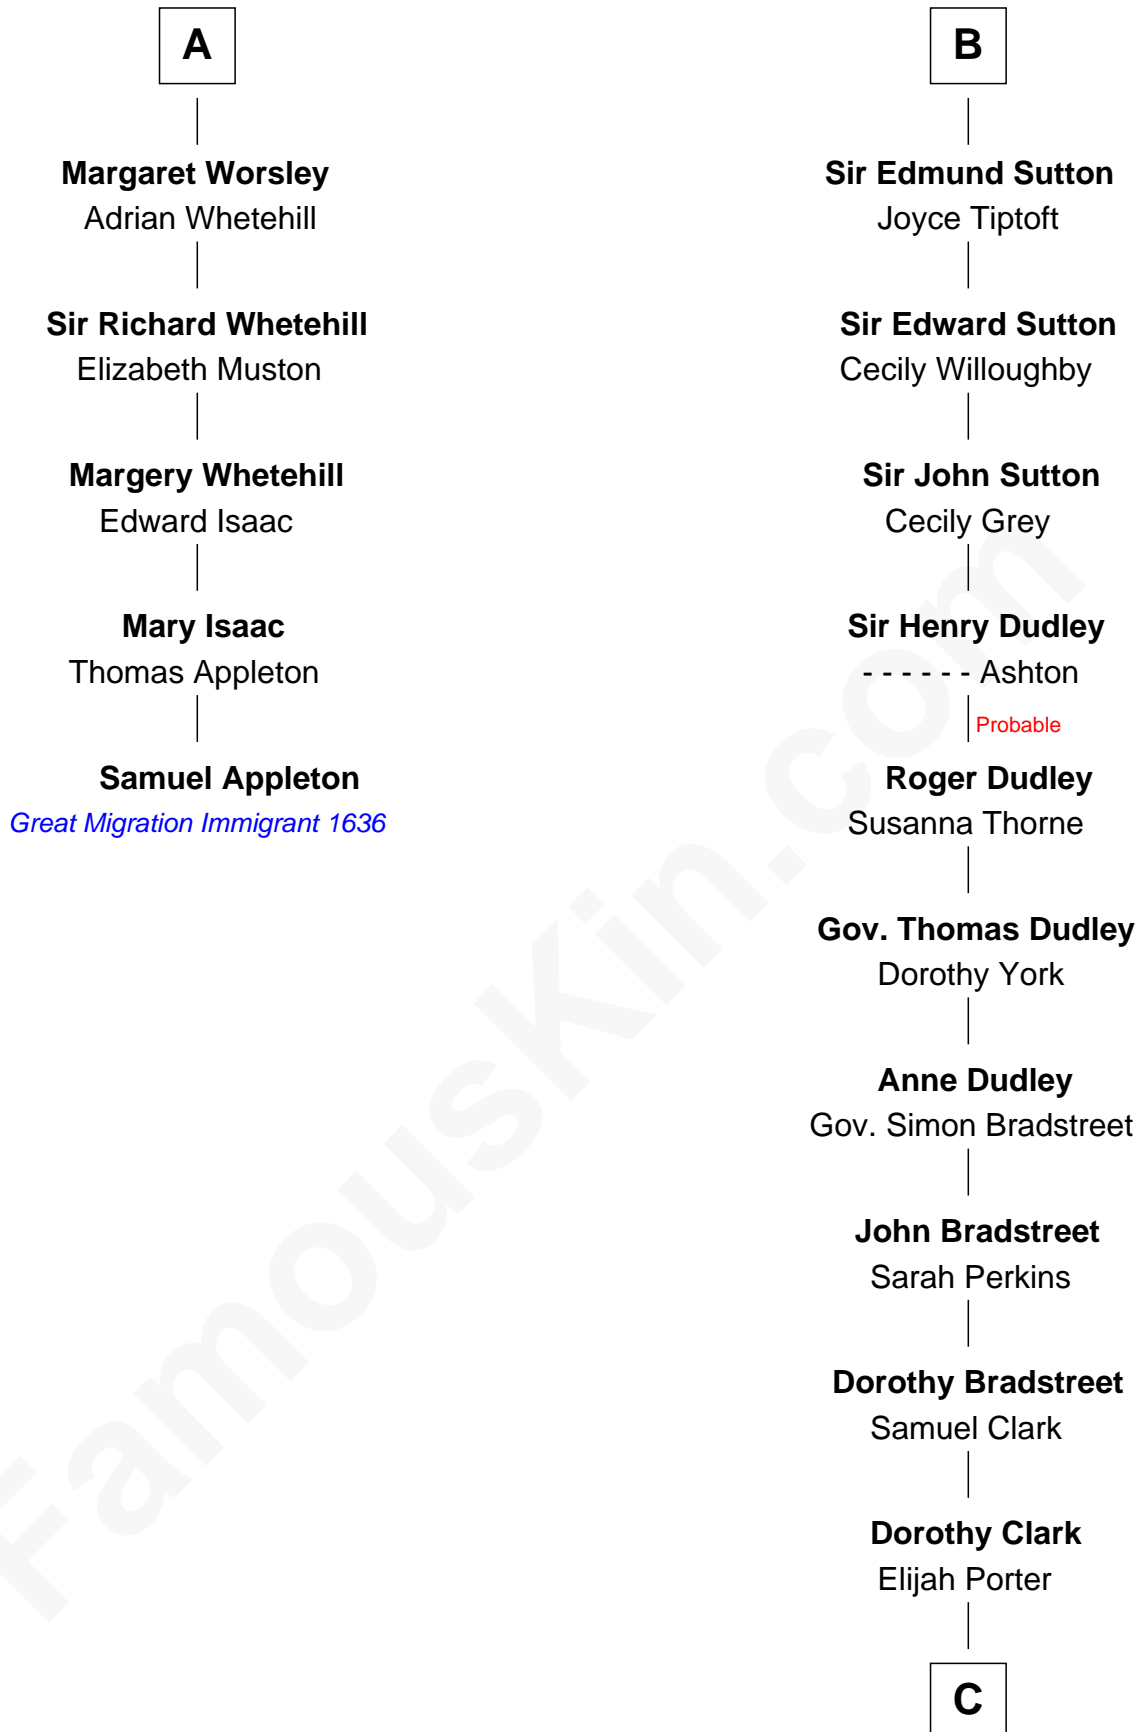 A
Margaret Worsley
Adrian Whetehill
Sir Richard Whetehill
Elizabeth Muston
Margery Whetehill
Edward Isaac
Mary Isaac
Thomas Appleton
Samuel Appleton
Great Migration Immigrant 1636
B
Sir Edmund Sutton
Joyce Tiptoft
Sir Edward Sutton
Cecily Willoughby
Sir John Sutton
Cecily Grey
Sir Henry Dudley
- - - - - - Ashton
Probable
Roger Dudley
Susanna Thorne
Gov. Thomas Dudley
Dorothy York
Anne Dudley
Gov. Simon Bradstreet
John Bradstreet
Sarah Perkins
Dorothy Bradstreet
Samuel Clark
Dorothy Clark
Elijah Porter
C
FamousKin.com